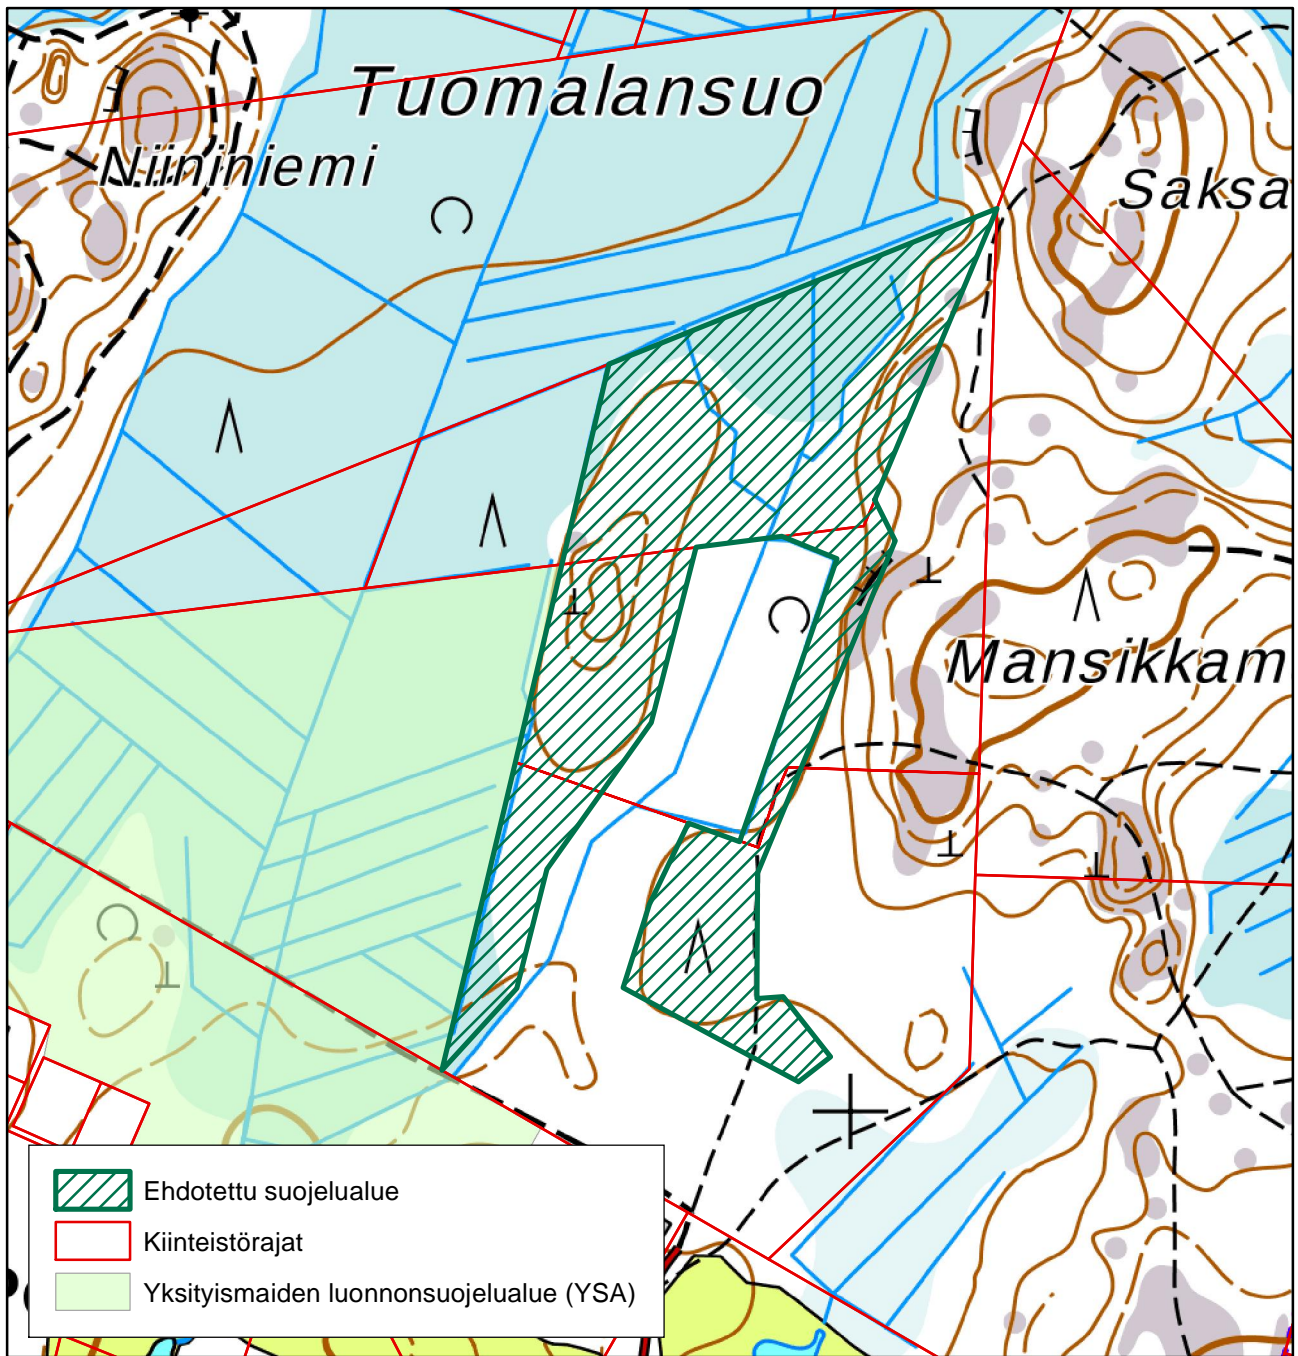 Tuomalansuo
Niininiemi
Saksa
Mansikkam
Ehdotettu suojelualue
Kiinteistörajat
Yksityismaiden luonnonsuojelualue (YSA)